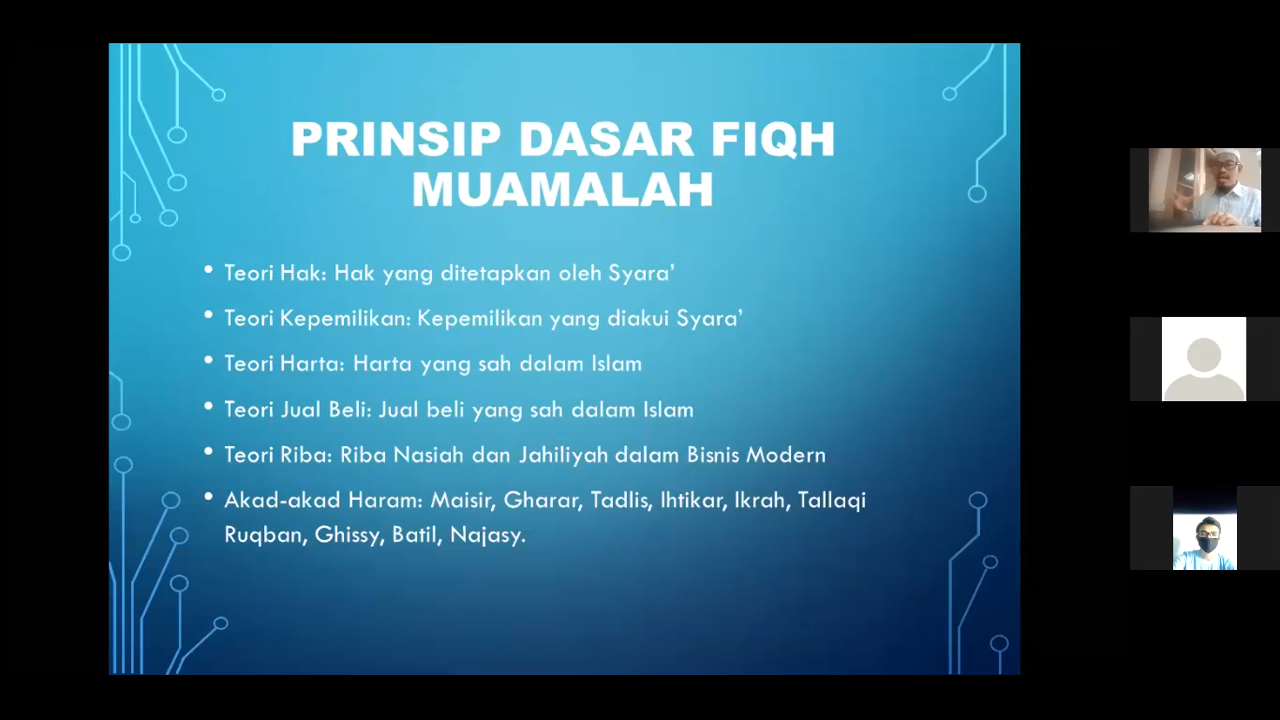 PRINSIP DASAR FIQH
MUAMALAH
• Teori Hak: Hak yang ditetapkan oleh Syara’
• Teori Kepemilikan: Kepemilikan yang diakui Syara’
• Teori Harta: Harta yang sah dalam Islam
• Teori Jual Beli: Jual beli yang sah dalam Islam
• Teori Riba: Riba Nasiah dan Jahiliyah dalam Bisnis Modern
• Akad-akad Haram: Maisir, Gharar, Tadlis, Ihtikar, Ikrah, Tallaqi
Ruqban, Ghissy, Batil, Najasy.